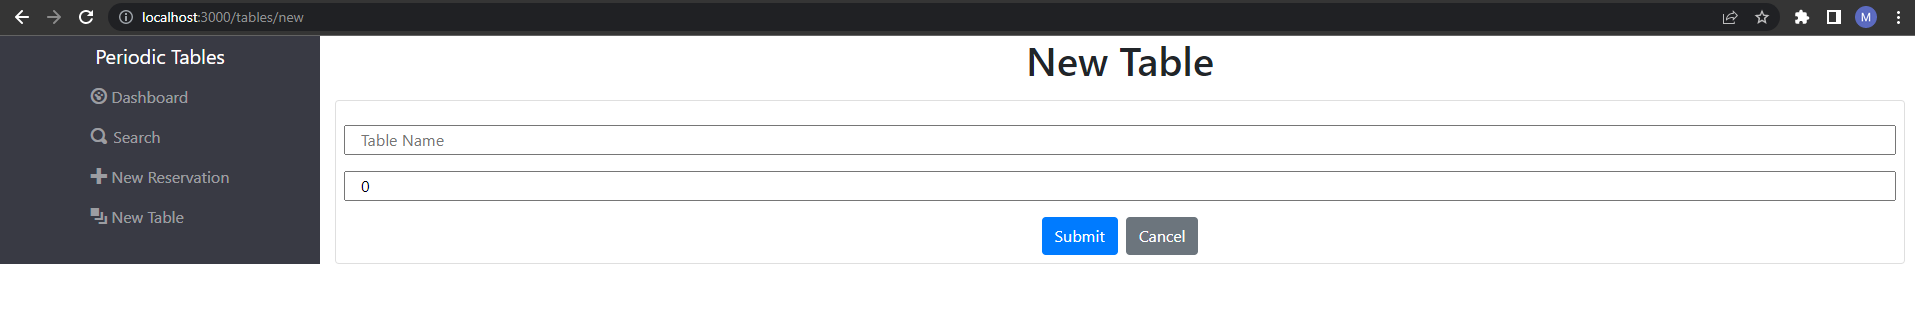 localhost:3000/tables/new
M
Periodic Tables
Dashboard
Search
New Reservation
New Table
New Table
Table Name
0
Submit Cancel